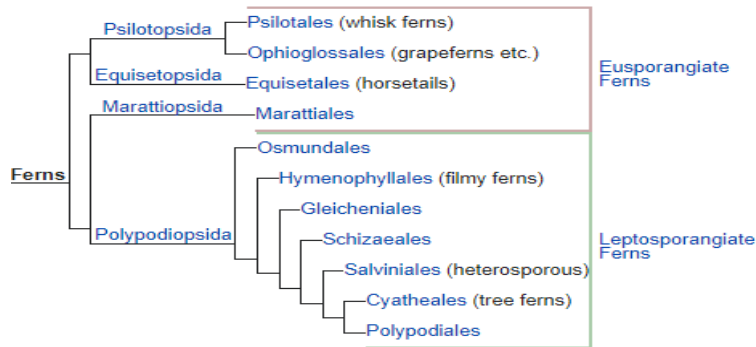 Psilotopsida
Psilotales (whisk ferns)
Ophioglossales (grapeferns etc.)
Equisetopsida
Equisetales (horsetails)
Eusporangiate
Ferns
Marattiopsida
Marattiales
Osmundales
Ferns
Hymenophyllales (filmy ferns)
Gleicheniales
Polypodiopsida
Schizaeales
Leptosporangiate
Ferns
Salviniales (heterosporous)
Cyatheales (tree ferns)
Polypodiales